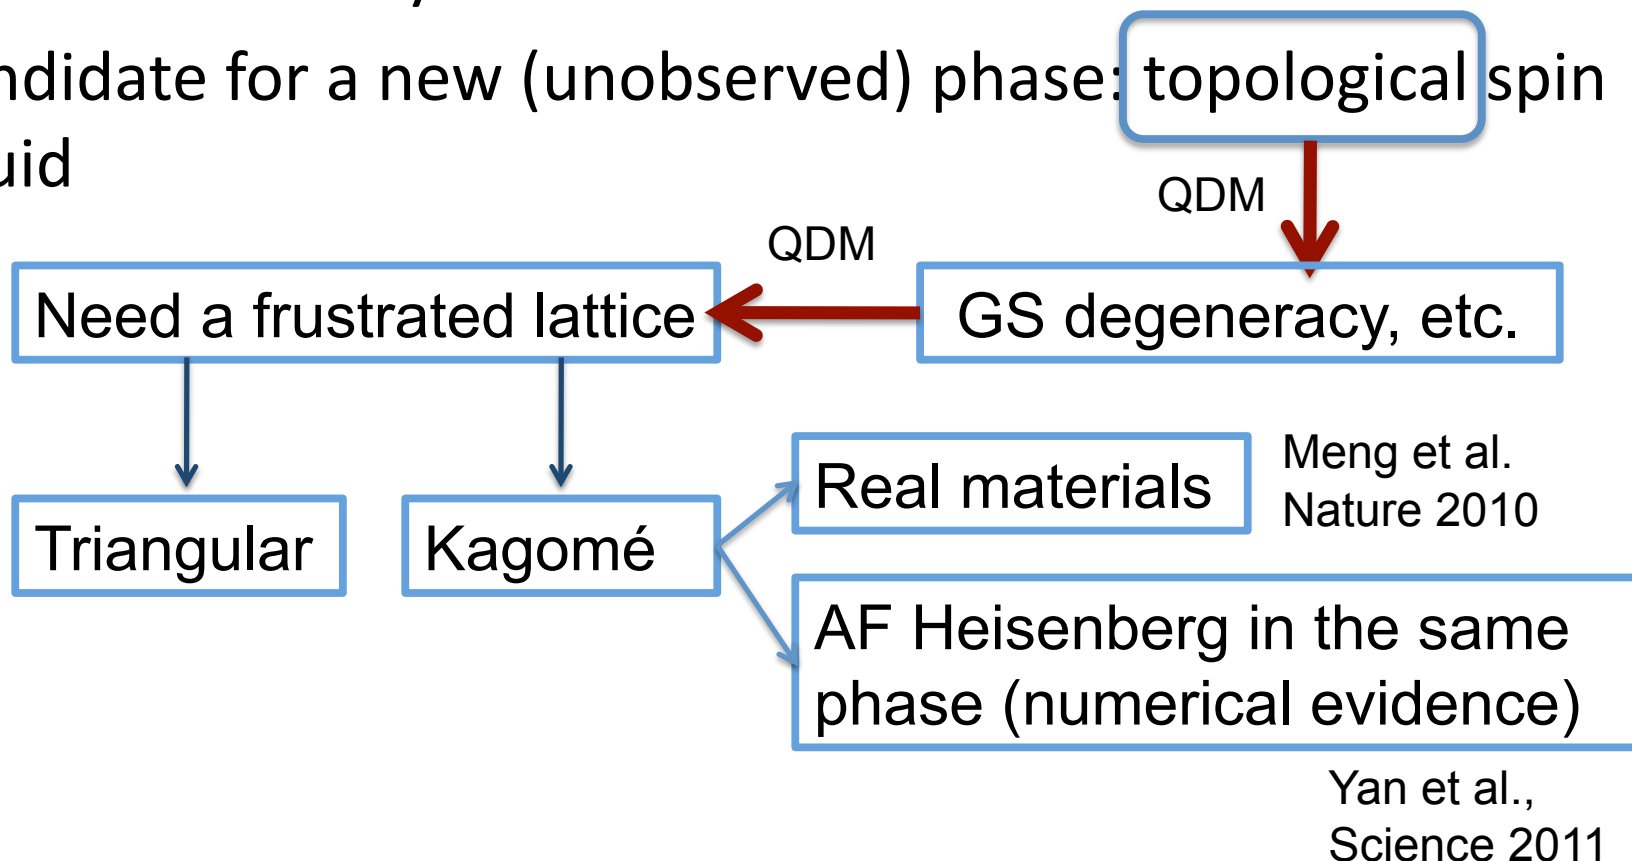 ndidate for a new (unobserved) phase: topological spin
uid
QDM
QDM
Need a frustrated lattice
GS degeneracy, etc.
Triangular
Kagomé
Real materials
Meng et al.
Nature 2010
AF Heisenberg in the same
phase (numerical evidence)
Yan et al.,
Science 2011